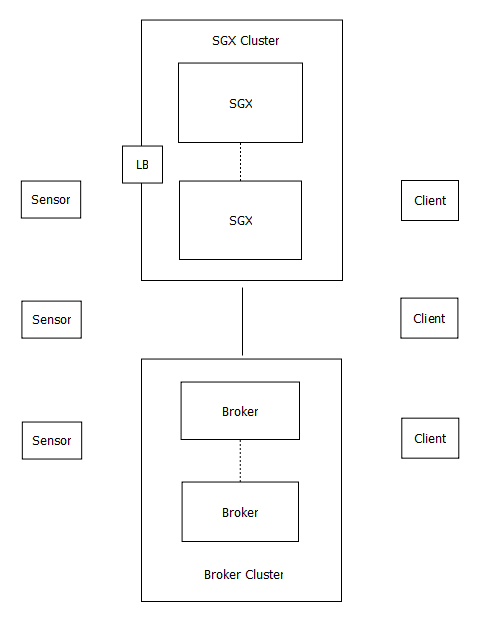 SGX Cluster
SGX
LB
Sensor
SGX
Client
Sensor
Client
Broker
Sensor
Client
Broker
Broker Cluster